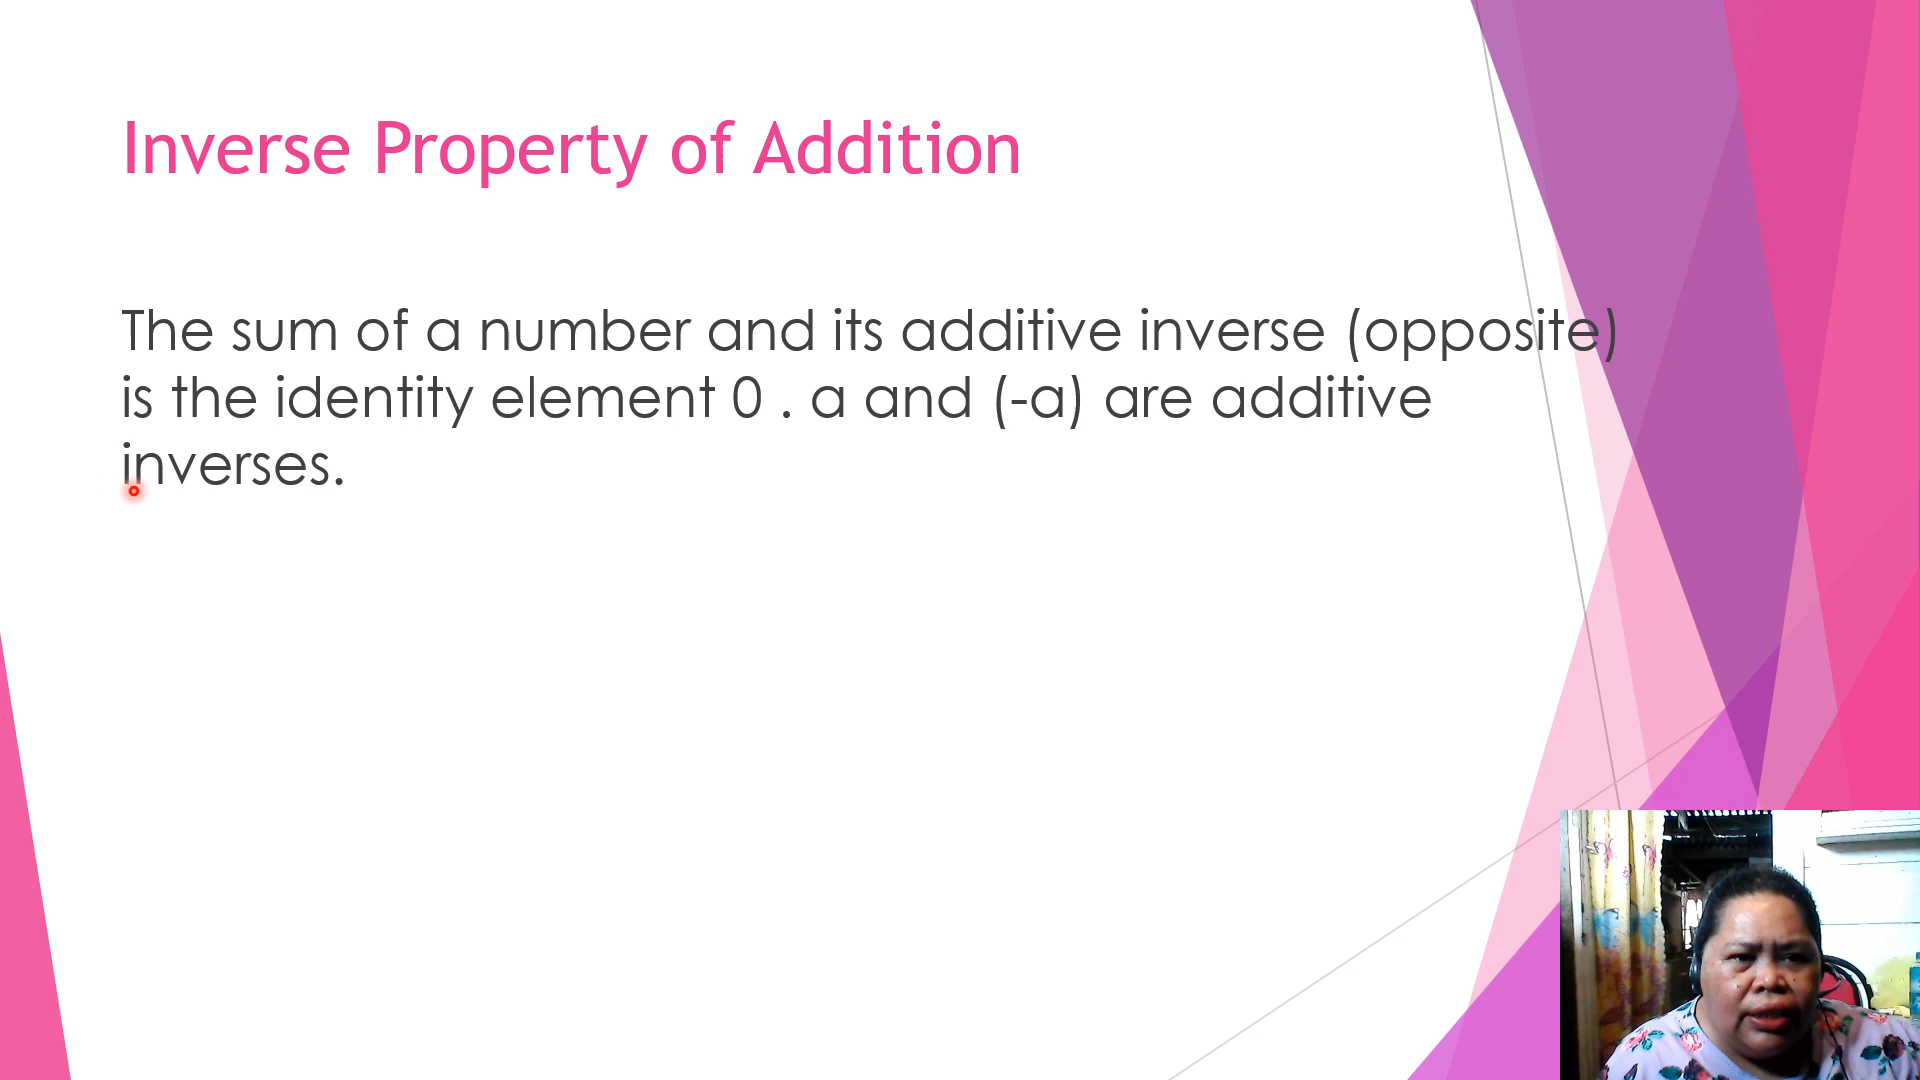 Inverse Property of Addition
The sum of a number and its additive inverse (opposite)
is the identity element 0 . a and (-a) are additive
inverses.